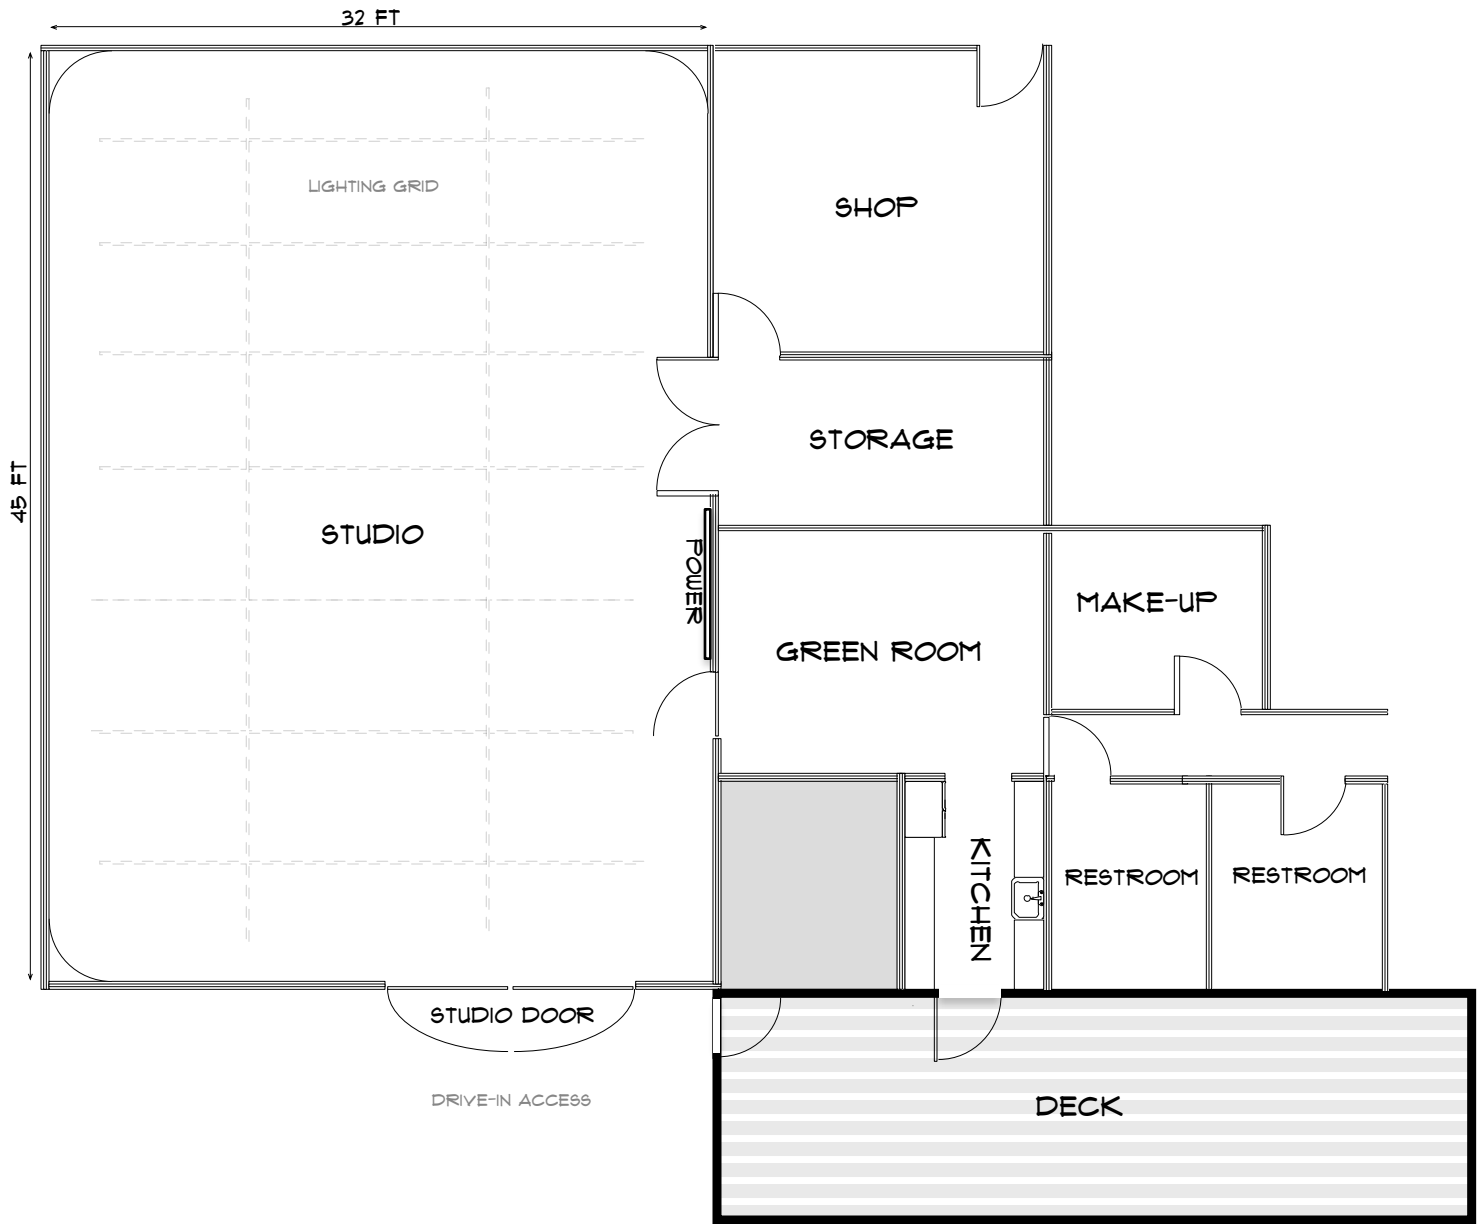 32 FT
LIGHTING GRID
SHOP
STORAGE
45 FT
STUDIO
POWER
MAKE-UP
GREEN ROOM
KITCHEN
RESTROOM
RESTROOM
STUDIO DOOR
DRIVE-IN ACCESS
DECK